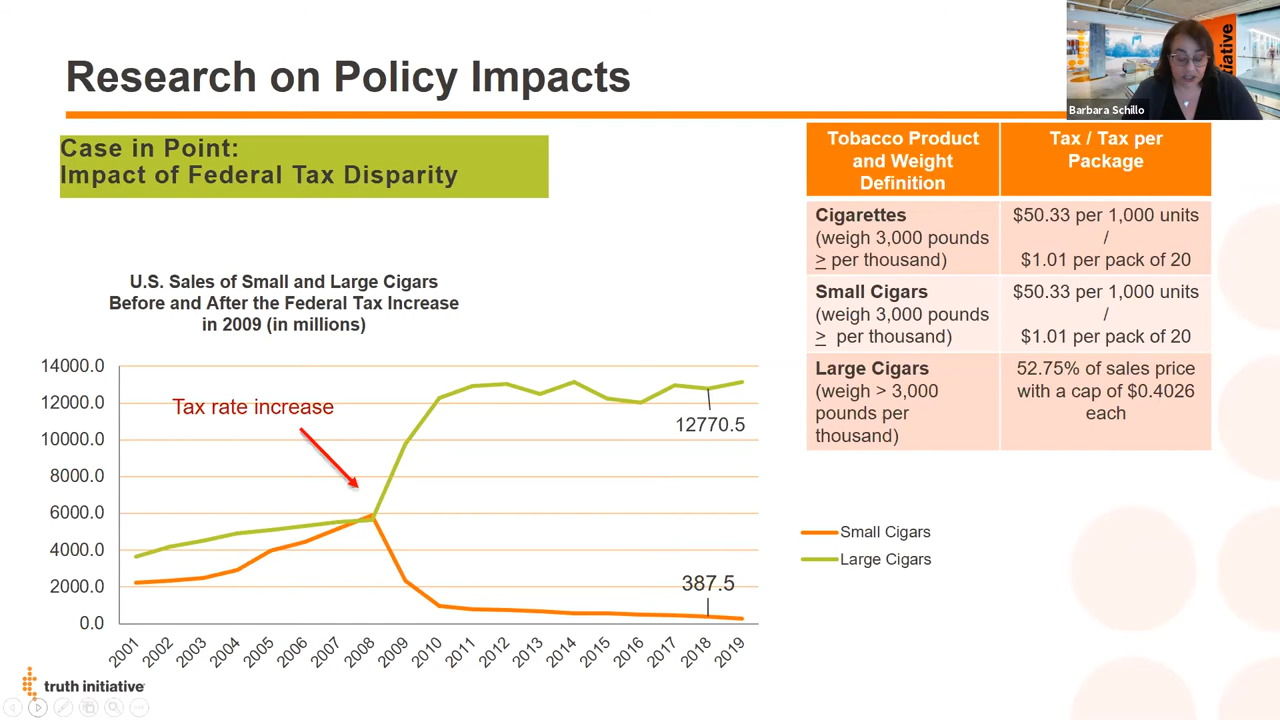 Research on Policy Impacts
itiative
Barbara Schillo
Case in Point:
Impact of Federal Tax Disparity
U.S. Sales of Small and Large Cigars
Before and After the Federal Tax Increase
in 2009 (in millions)
14000.0
12000.0
10000.0
8000.0
6000.0
4000.0
2000.0
0.0
Tax rate increase
12770.5
387.5
2001
2002
2003
2004
2005
2006
2007
2008
2009
2010
2011
2012
2013
2014
2015
2016
2017
2018
2019
Small Cigars
Large Cigars
Tobacco Product
and Weight
Definition
Tax / Tax per
Package
Cigarettes
(weigh 3,000 pounds
≥ per thousand)
$50.33 per 1,000 units
/
$1.01 per pack of 20
Small Cigars
(weigh 3,000 pounds
≥ per thousand)
$50.33 per 1,000 units
/
$1.01 per pack of 20
Large Cigars
(weigh > 3,000
pounds per
thousand)
52.75% of sales price
with a cap of $0.4026
each
truth initiative